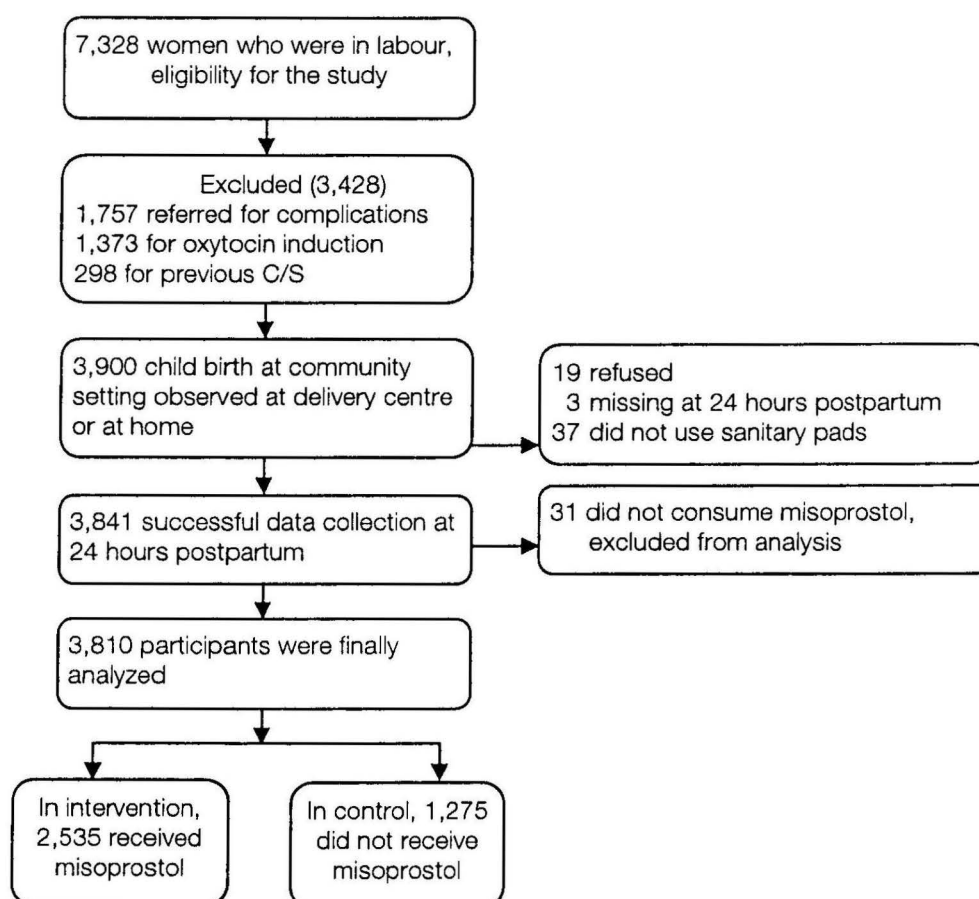 7,328 women who were in labour,
eligibility for the study
Excluded (3,428)
1,757 referred for complications
1,373 for oxytocin induction
298 for previous C/S
3,900 child birth at community
setting observed at delivery centre
or at home
19 refused
3 missing at 24 hours postpartum
37 did not use sanitary pads
3,841 successful data collection at
24 hours postpartum
31 did not consume misoprostol,
excluded from analysis
3,810 participants were finally
analyzed
In intervention,
2,535 received
misoprostol
In control, 1,275
did not receive
misoprostol